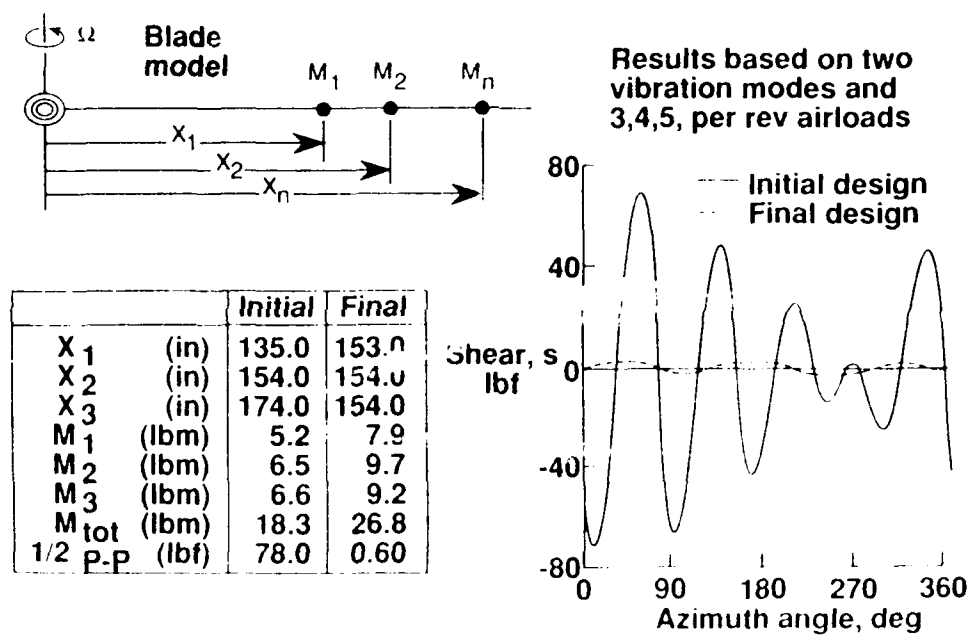 Ω
Blade
model
M1 M2 Mn
X1
X2
Xn
Results based on two
vibration modes and
3,4,5, per rev airloads
Initial Final
X1 (in) 135.0 153.0
X2 (in) 154.0 154.0
X3 (in) 174.0 154.0
M1 (lbm) 5.2 7.9
M2 (lbm) 6.5 9.7
M3 (lbm) 6.6 9.2
Mtot (lbm) 18.3 26.8
1/2 P-P (lbf) 78.0 0.60
Initial design
Final design
80
40
0
-40
-80
Shear, s
lbf
0 90 180 270 360
Azimuth angle, deg